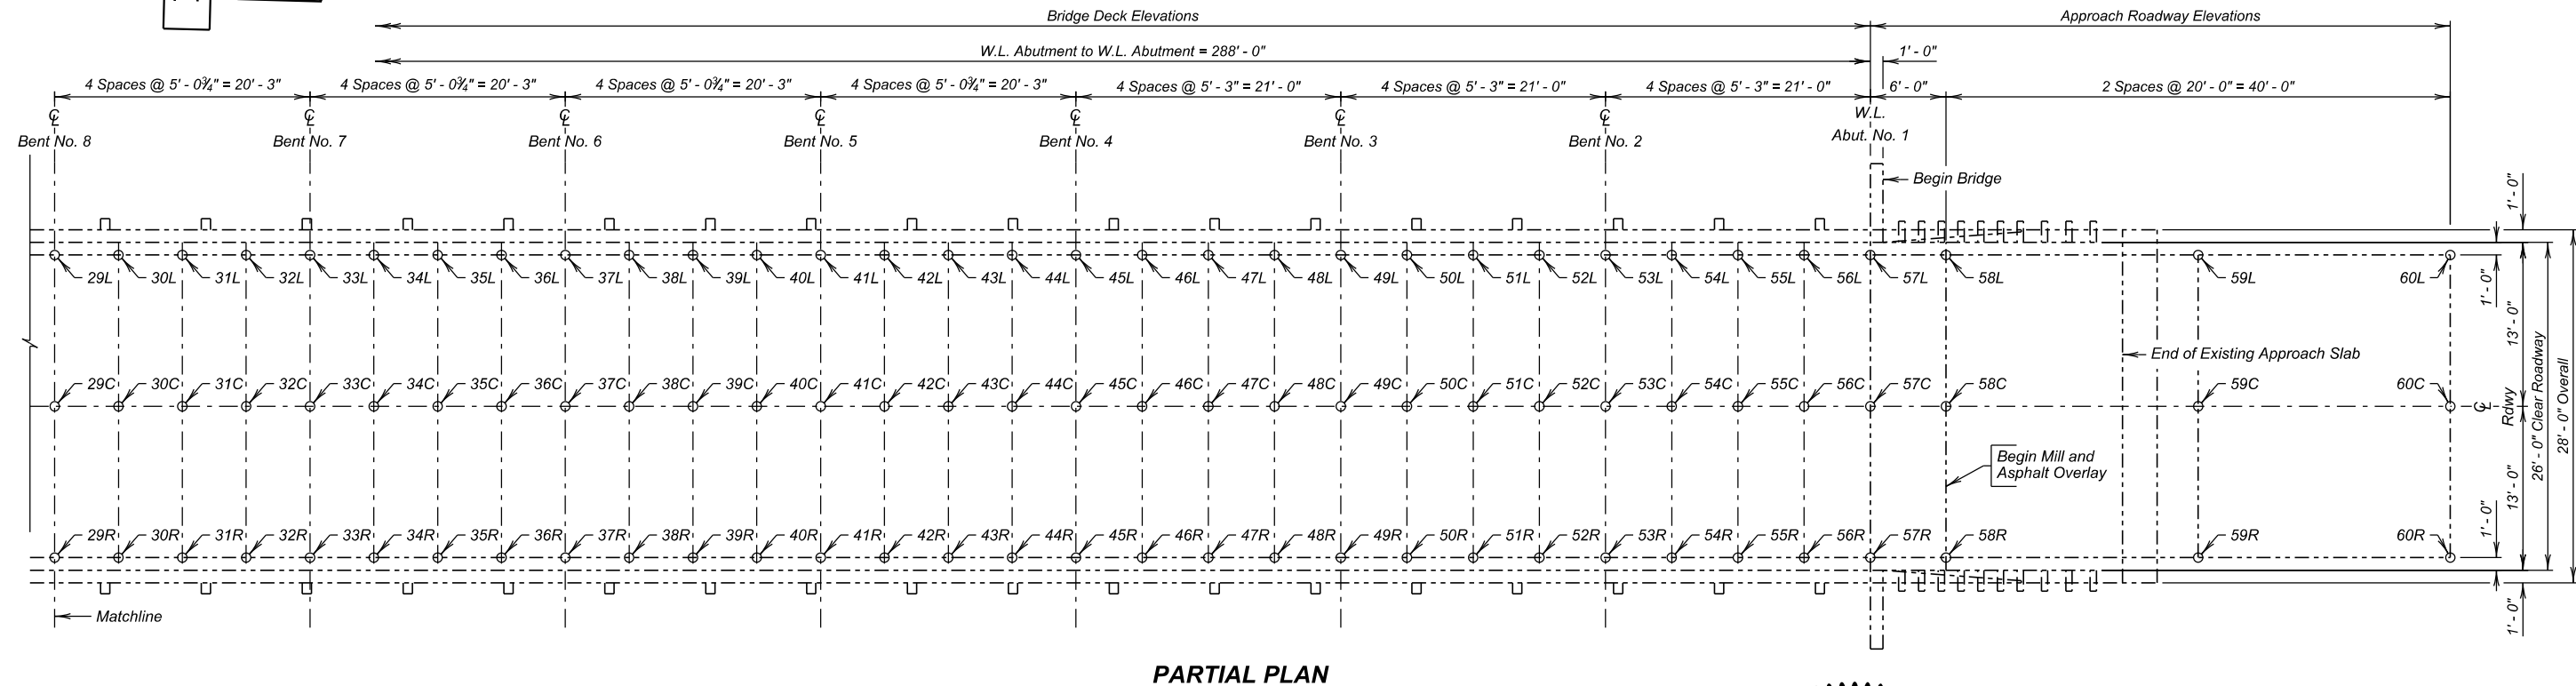 Bridge Deck Elevations
Approach Roadway Elevations
W.L. Abutment to W.L. Abutment = 288' - 0"
1' - 0"
4 Spaces @ 5' - 0¾" = 20' - 3"
4 Spaces @ 5' - 0¾" = 20' - 3"
4 Spaces @ 5' - 0¾" = 20' - 3"
4 Spaces @ 5' - 0¾" = 20' - 3"
4 Spaces @ 5' - 3" = 21' - 0"
4 Spaces @ 5' - 3" = 21' - 0"
4 Spaces @ 5' - 3" = 21' - 0"
6' - 0"
2 Spaces @ 20' - 0" = 40' - 0"
℄
Bent No. 8
℄
Bent No. 7
℄
Bent No. 6
℄
Bent No. 5
℄
Bent No. 4
℄
Bent No. 3
℄
Bent No. 2
W.L.
Abut. No. 1
Begin Bridge
29L 30L 31L 32L 33L 34L 35L 36L 37L 38L 39L 40L 41L 42L 43L 44L 45L 46L 47L 48L 49L 50L 51L 52L 53L 54L 55L 56L 57L 58L 59L 60L
End of Existing Approach Slab
29C 30C 31C 32C 33C 34C 35C 36C 37C 38C 39C 40C 41C 42C 43C 44C 45C 46C 47C 48C 49C 50C 51C 52C 53C 54C 55C 56C 57C 58C 59C 60C
℄ Rdwy
Begin Mill and
Asphalt Overlay
29R 30R 31R 32R 33R 34R 35R 36R 37R 38R 39R 40R 41R 42R 43R 44R 45R 46R 47R 48R 49R 50R 51R 52R 53R 54R 55R 56R 57R 58R 59R 60R
1' - 0"
1' - 0"
13' - 0"
13' - 0"
1' - 0"
1' - 0"
26' - 0" Clear Roadway
28' - 0" Overall
Matchline
PARTIAL PLAN